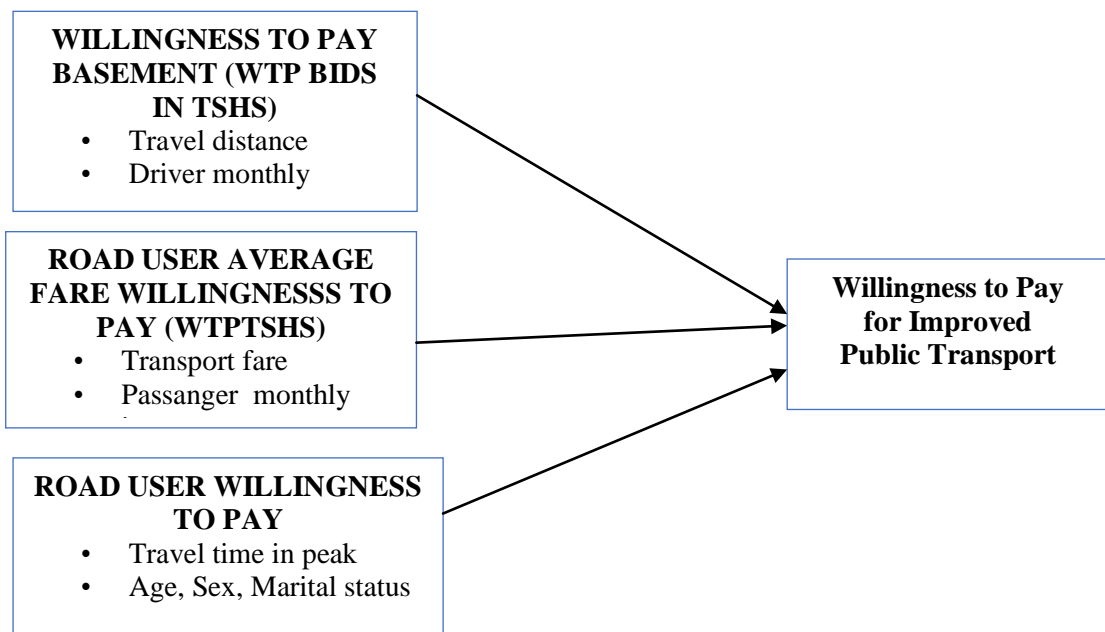 WILLINGNESS TO PAY
BASEMENT (WTP BIDS
IN TSHS)
• Travel distance
• Driver monthly
ROAD USER AVERAGE
FARE WILLINGNESSS TO
PAY (WTPTSHS)
• Transport fare
• Passanger monthly
ROAD USER WILLINGNESS
TO PAY
• Travel time in peak
• Age, Sex, Marital status
Willingness to Pay
for Improved
Public Transport